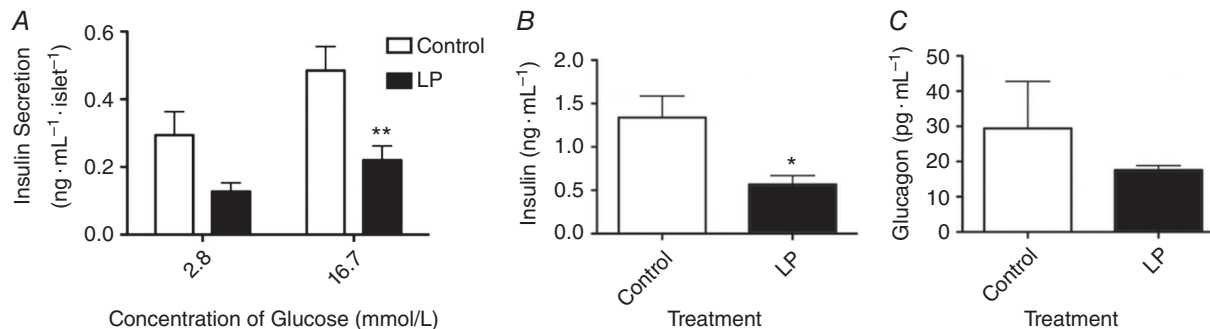 A
Insulin Secretion
(ng·mL⁻¹·islet⁻¹)
0.6
0.4
0.2
0.0
Control
LP
**
2.8
16.7
Concentration of Glucose (mmol/L)
B
Insulin (ng·mL⁻¹)
2.0
1.5
1.0
0.5
0.0
*
Control
LP
Treatment
C
Glucagon (pg·mL⁻¹)
50
40
30
20
10
0
Control
LP
Treatment